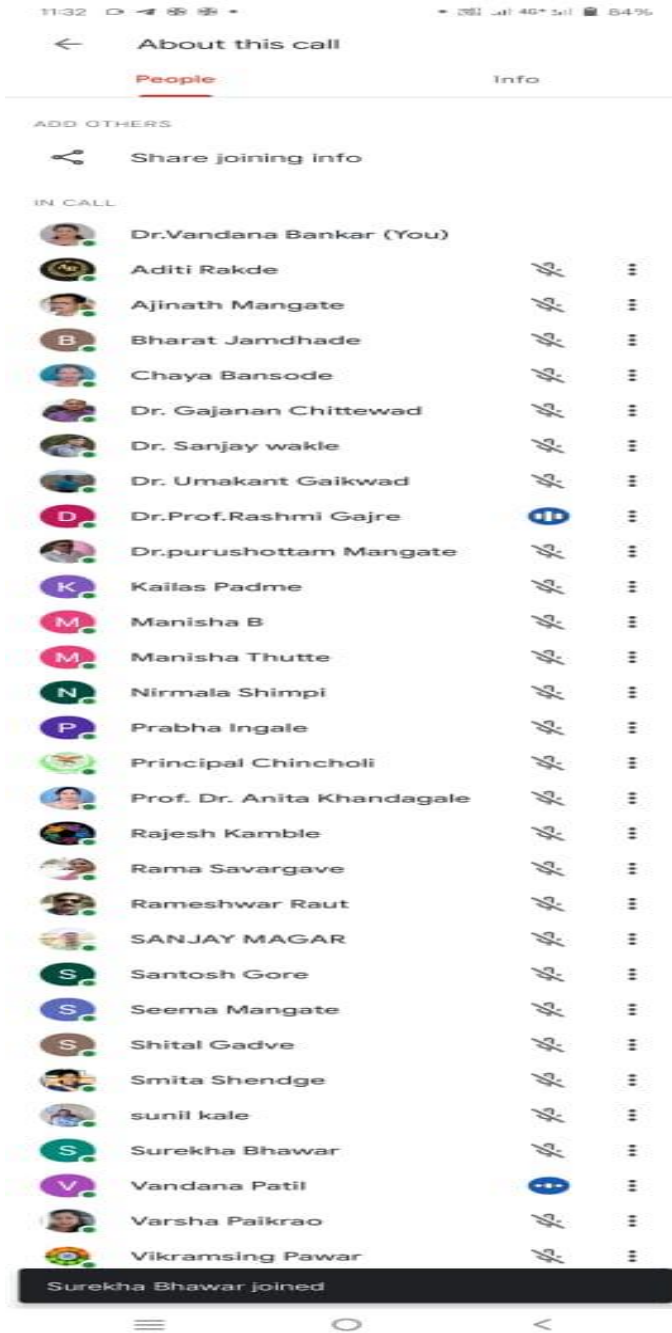 11:32
4G+ 84%
About this call
People Info
ADD OTHERS
Share joining info
IN CALL
Dr.Vandana Bankar (You)
Aditi Rakde
Ajinath Mangate
B Bharat Jamdhade
Chaya Bansode
Dr. Gajanan Chittewad
Dr. Sanjay wakle
Dr. Umakant Gaikwad
D Dr.Prof.Rashmi Gajre
Dr.purushottam Mangate
K Kailas Padme
M Manisha B
M Manisha Thutte
N Nirmala Shimpi
P Prabha Ingale
Principal Chincholi
Prof. Dr. Anita Khandagale
Rajesh Kamble
Rama Savargave
Rameshwar Raut
SANJAY MAGAR
S Santosh Gore
S Seema Mangate
S Shital Gadve
Smita Shendge
sunil kale
S Surekha Bhawar
V Vandana Patil
Varsha Paikrao
Vikramsing Pawar
Surekha Bhawar joined